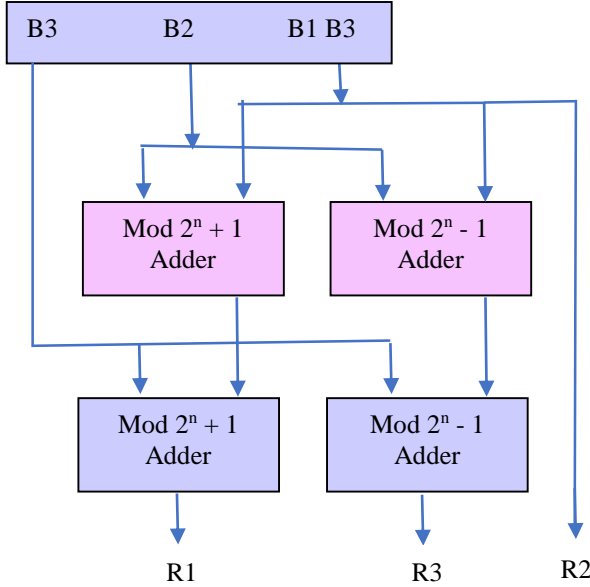 B3 B2 B1 B3
Mod 2ⁿ + 1
Adder
Mod 2ⁿ - 1
Adder
Mod 2ⁿ + 1
Adder
Mod 2ⁿ - 1
Adder
R1 R3 R2